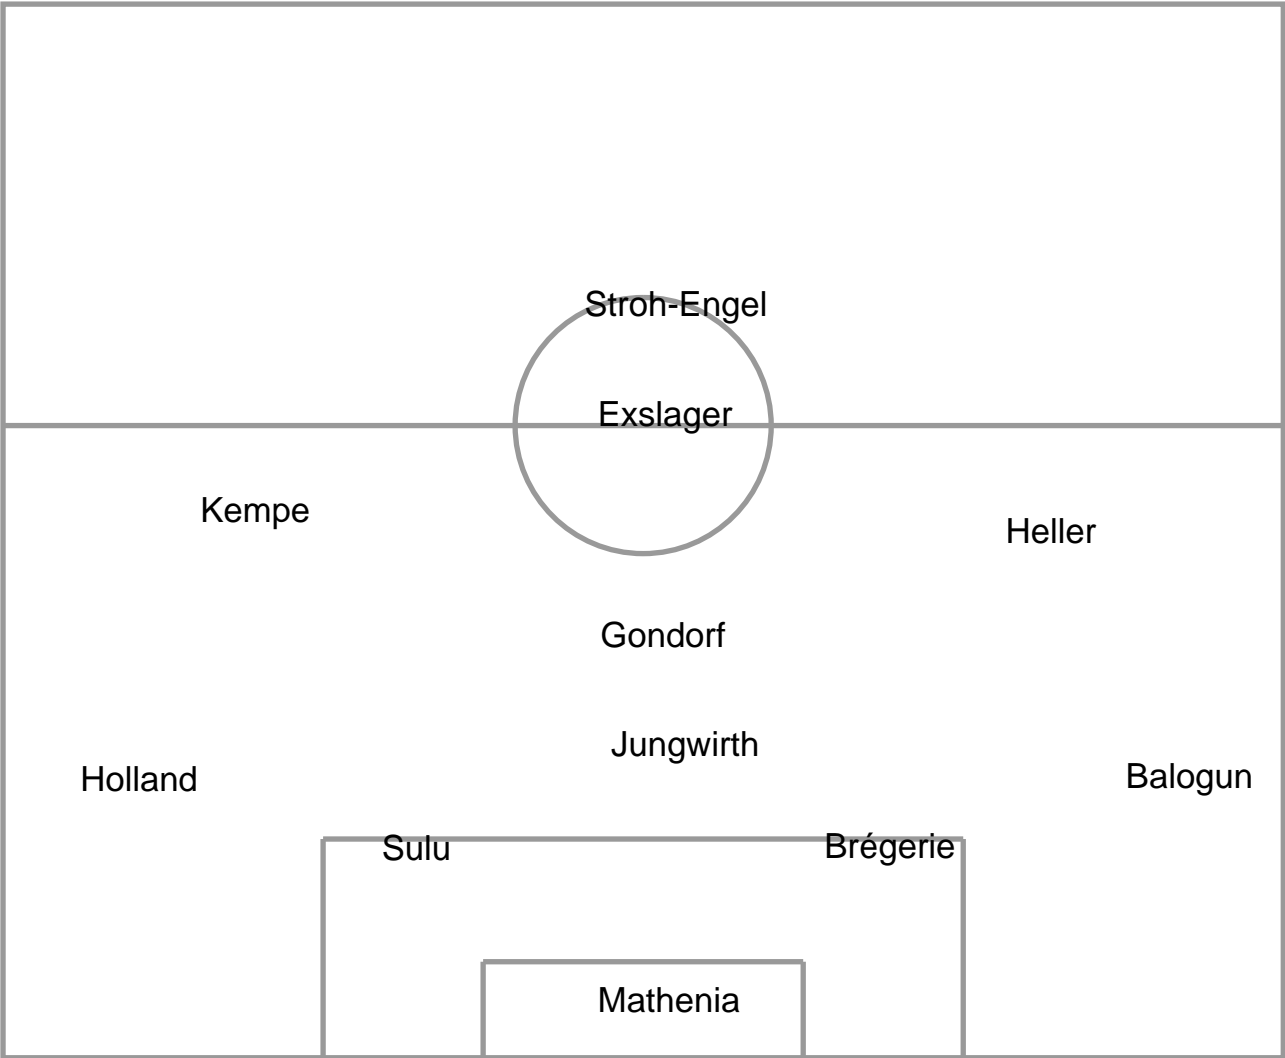 Stroh-Engel
Exslager
Kempe
Heller
Gondorf
Jungwirth
Holland
Balogun
Sulu
Brégerie
Mathenia